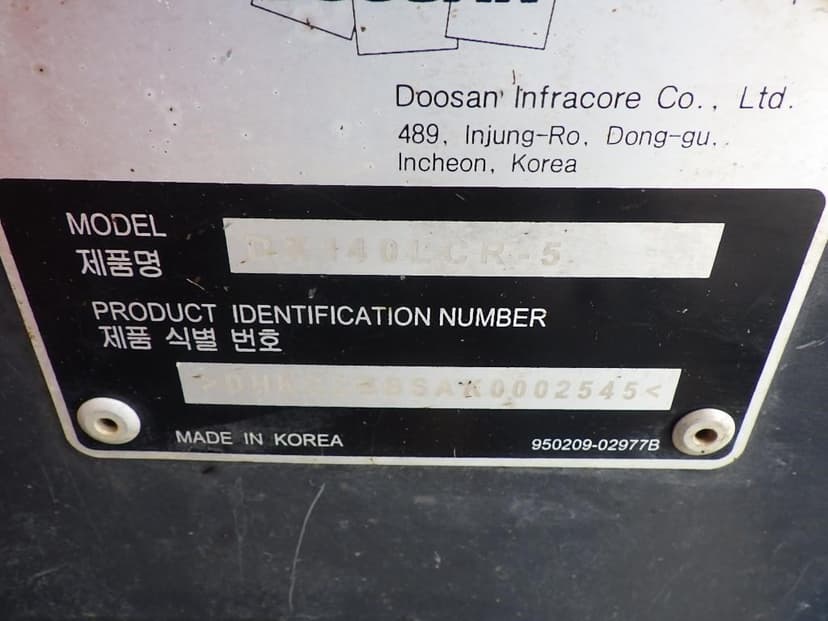 Doosan Infracore Co., Ltd.
489, Injung-Ro, Dong-gu,
Incheon, Korea
MODEL
제품명
DX140LCR-5
PRODUCT IDENTIFICATION NUMBER
제품 식별 번호
MADE IN KOREA
950209-02977B